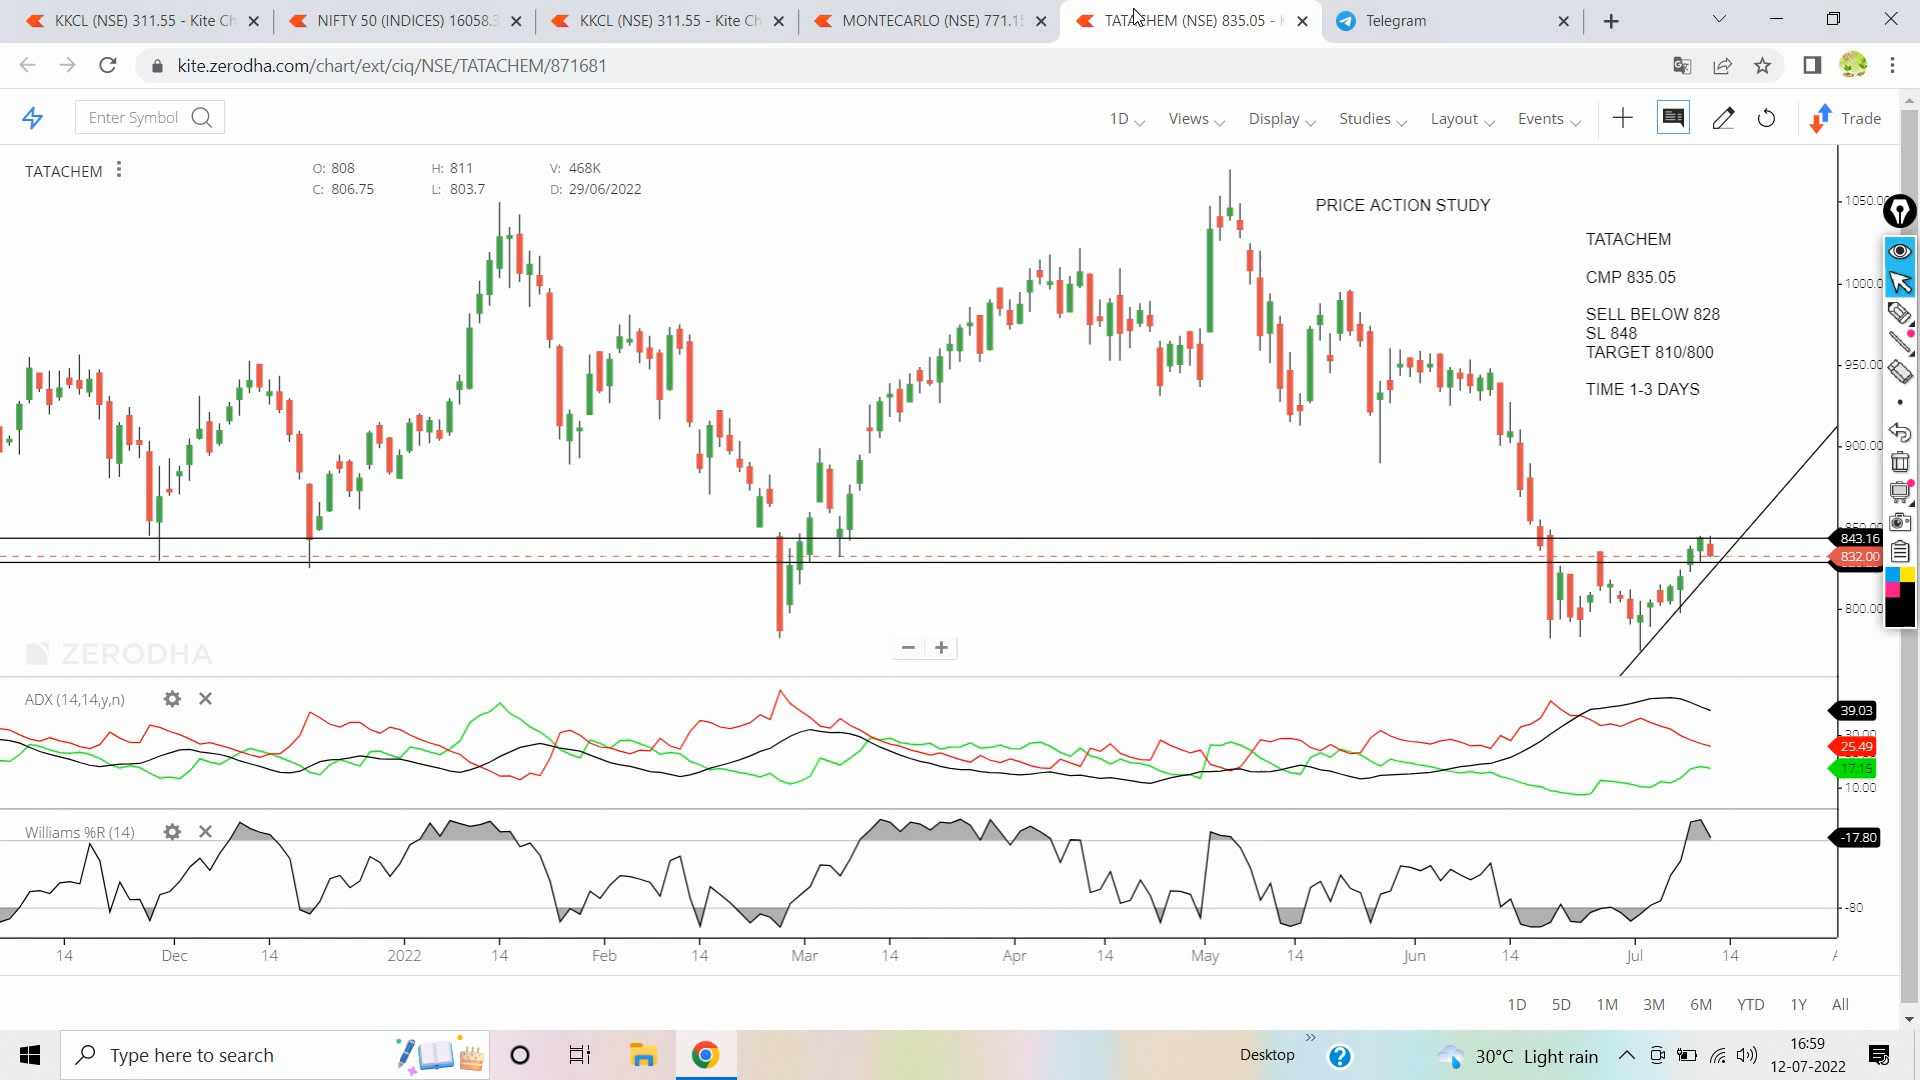 KKCL (NSE) 311.55 - Kite Ch
NIFTY 50 (INDICES) 16058.3
KKCL (NSE) 311.55 - Kite Ch
MONTECARLO (NSE) 771.15
TATACHEM (NSE) 835.05 -
Telegram
kite.zerodha.com/chart/ext/ciq/NSE/TATACHEM/871681
Enter Symbol
1D
Views
Display
Studies
Layout
Events
Trade
TATACHEM
O: 808
H: 811
V: 468K
C: 806.75
L: 803.7
D: 29/06/2022
PRICE ACTION STUDY
TATACHEM
CMP 835.05
SELL BELOW 828
SL 848
TARGET 810/800
TIME 1-3 DAYS
1050.00
1000.0
950.00
900.00
850.00
843.16
832.00
800.00
ZERODHA
ADX (14,14,y,n)
39.03
30.00
25.49
17.15
10.00
Williams %R (14)
-17.80
-80
14
Dec
14
2022
14
Feb
14
Mar
14
Apr
14
May
14
Jun
14
Jul
14
1D
5D
1M
3M
6M
YTD
1Y
All
Type here to search
Desktop
30°C Light rain
16:59
12-07-2022